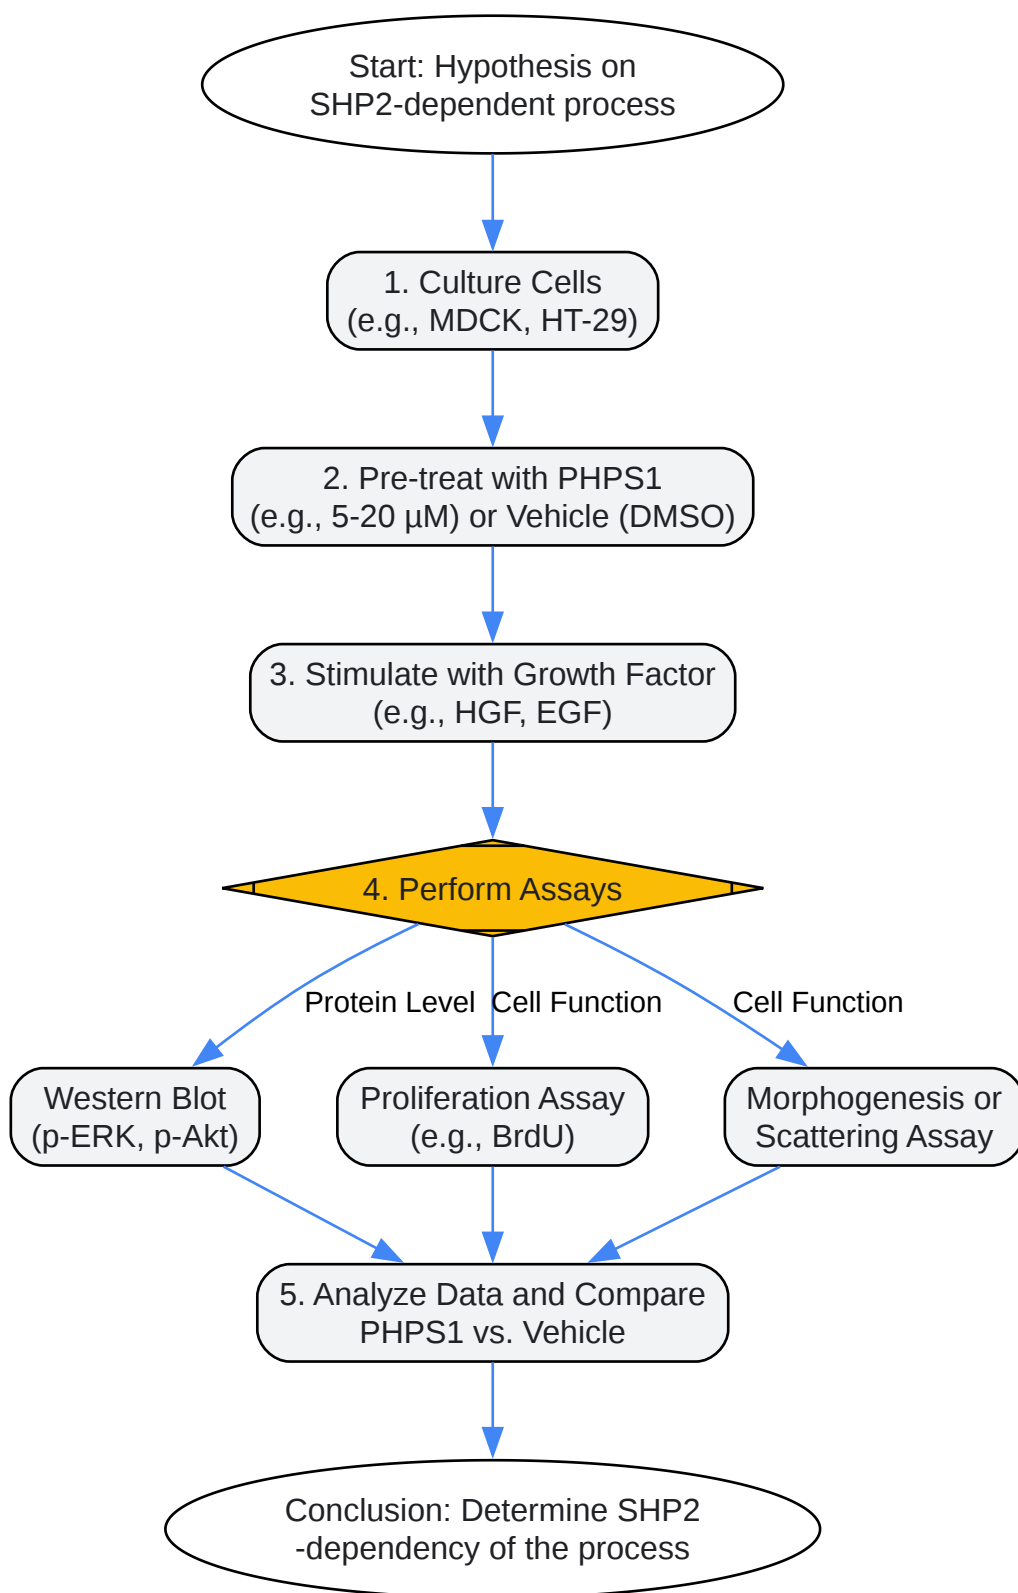 Start: Hypothesis on
SHP2-dependent process
1. Culture Cells
(e.g., MDCK, HT-29)
2. Pre-treat with PHPS1
(e.g., 5-20 µM) or Vehicle (DMSO)
3. Stimulate with Growth Factor
(e.g., HGF, EGF)
4. Perform Assays
Protein Level
Cell Function
Cell Function
Western Blot
(p-ERK, p-Akt)
Proliferation Assay
(e.g., BrdU)
Morphogenesis or
Scattering Assay
5. Analyze Data and Compare
PHPS1 vs. Vehicle
Conclusion: Determine SHP2
-dependency of the process